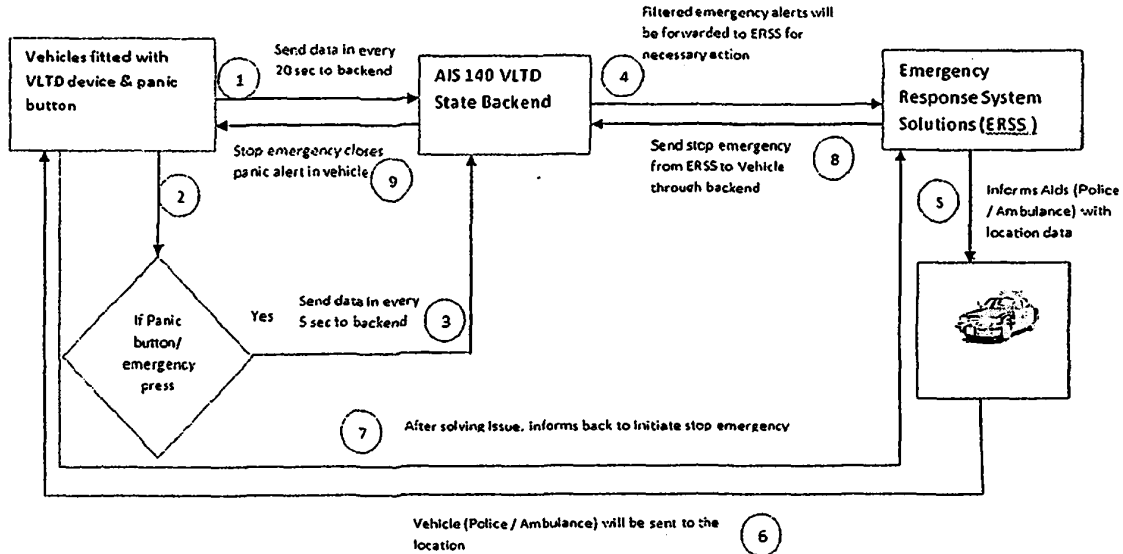 Filtered emergency alerts will
be forwarded to ERSS for
necessary action
Vehicles fitted with
VLTD device & panic
button
1
Send data in every
20 sec to backend
AIS 140 VLTD
State Backend
4
Emergency
Response System
Solutions (ERSS )
Stop emergency closes
panic alert in vehicle
9
Send stop emergency
from ERSS to Vehicle
through backend
8
2
5
Informs Aids (Police
/ Ambulance) with
location data
If Panic
button/
emergency
press
Yes
Send data in every
5 sec to backend
3
7
After solving issue, informs back to initiate stop emergency
Vehicle (Police / Ambulance) will be sent to the
location
6